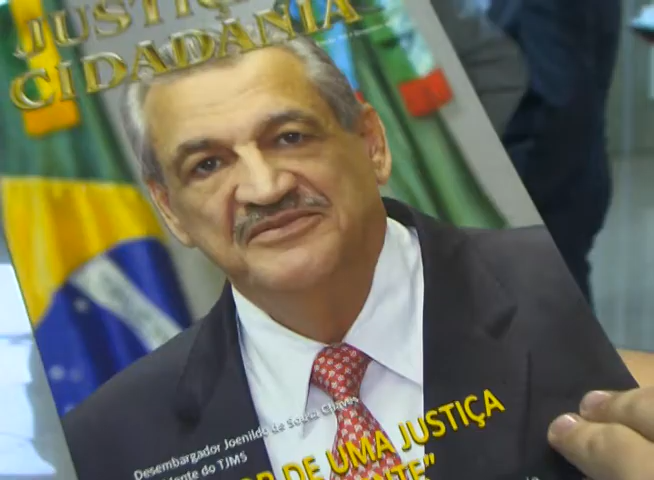 JUSTIÇA
CIDADANIA
Desembargador Joenildo de Sousa Chaves
do TJMS
DE UMA JUSTIÇA